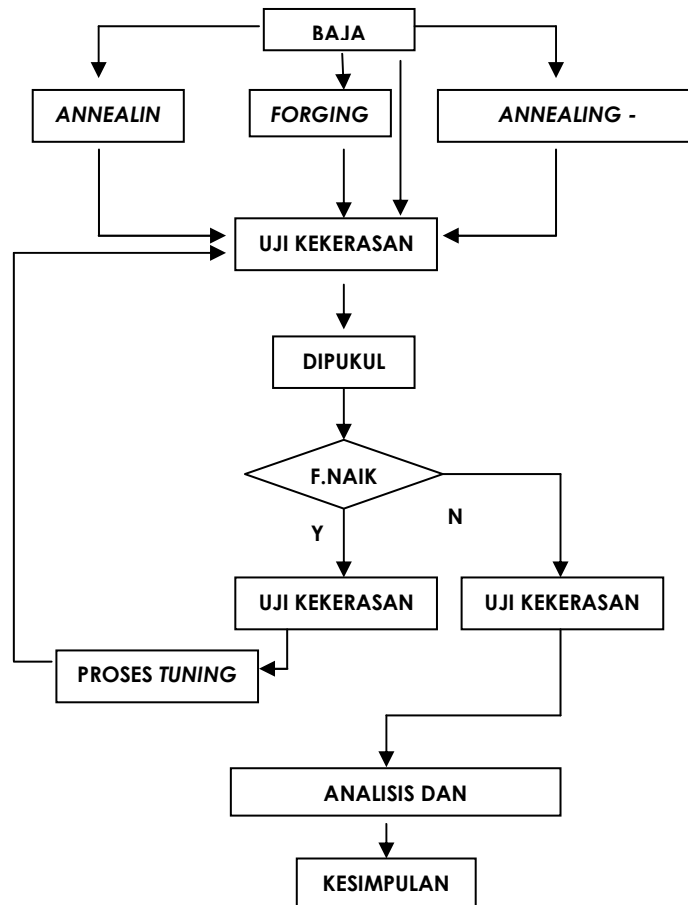 BAJA
ANNEALIN
FORGING
ANNEALING -
UJI KEKERASAN
DIPUKUL
F.NAIK
Y
N
UJI KEKERASAN
UJI KEKERASAN
PROSES TUNING
ANALISIS DAN
KESIMPULAN